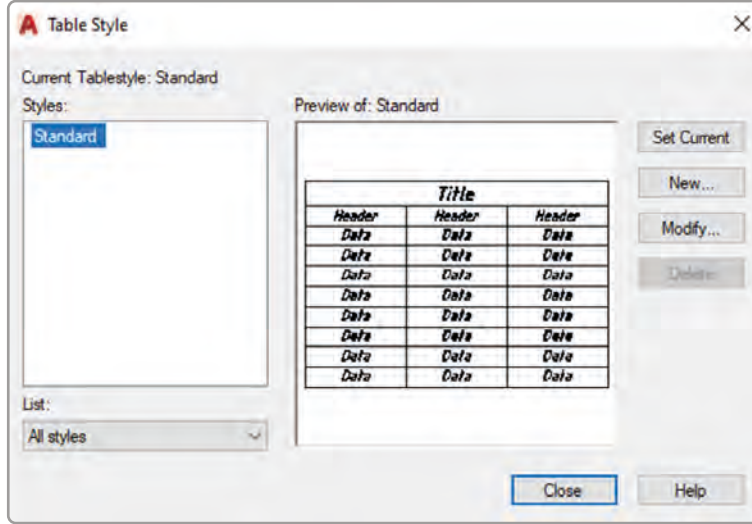 Table Style
Current Tablestyle: Standard
Styles:
Standard
List:
All styles
Preview of: Standard
Title
Header Header Header
Data Data Data
Data Data Data
Data Data Data
Data Data Data
Data Data Data
Data Data Data
Data Data Data
Data Data Data
Set Current
New...
Modify...
Delete
Close
Help